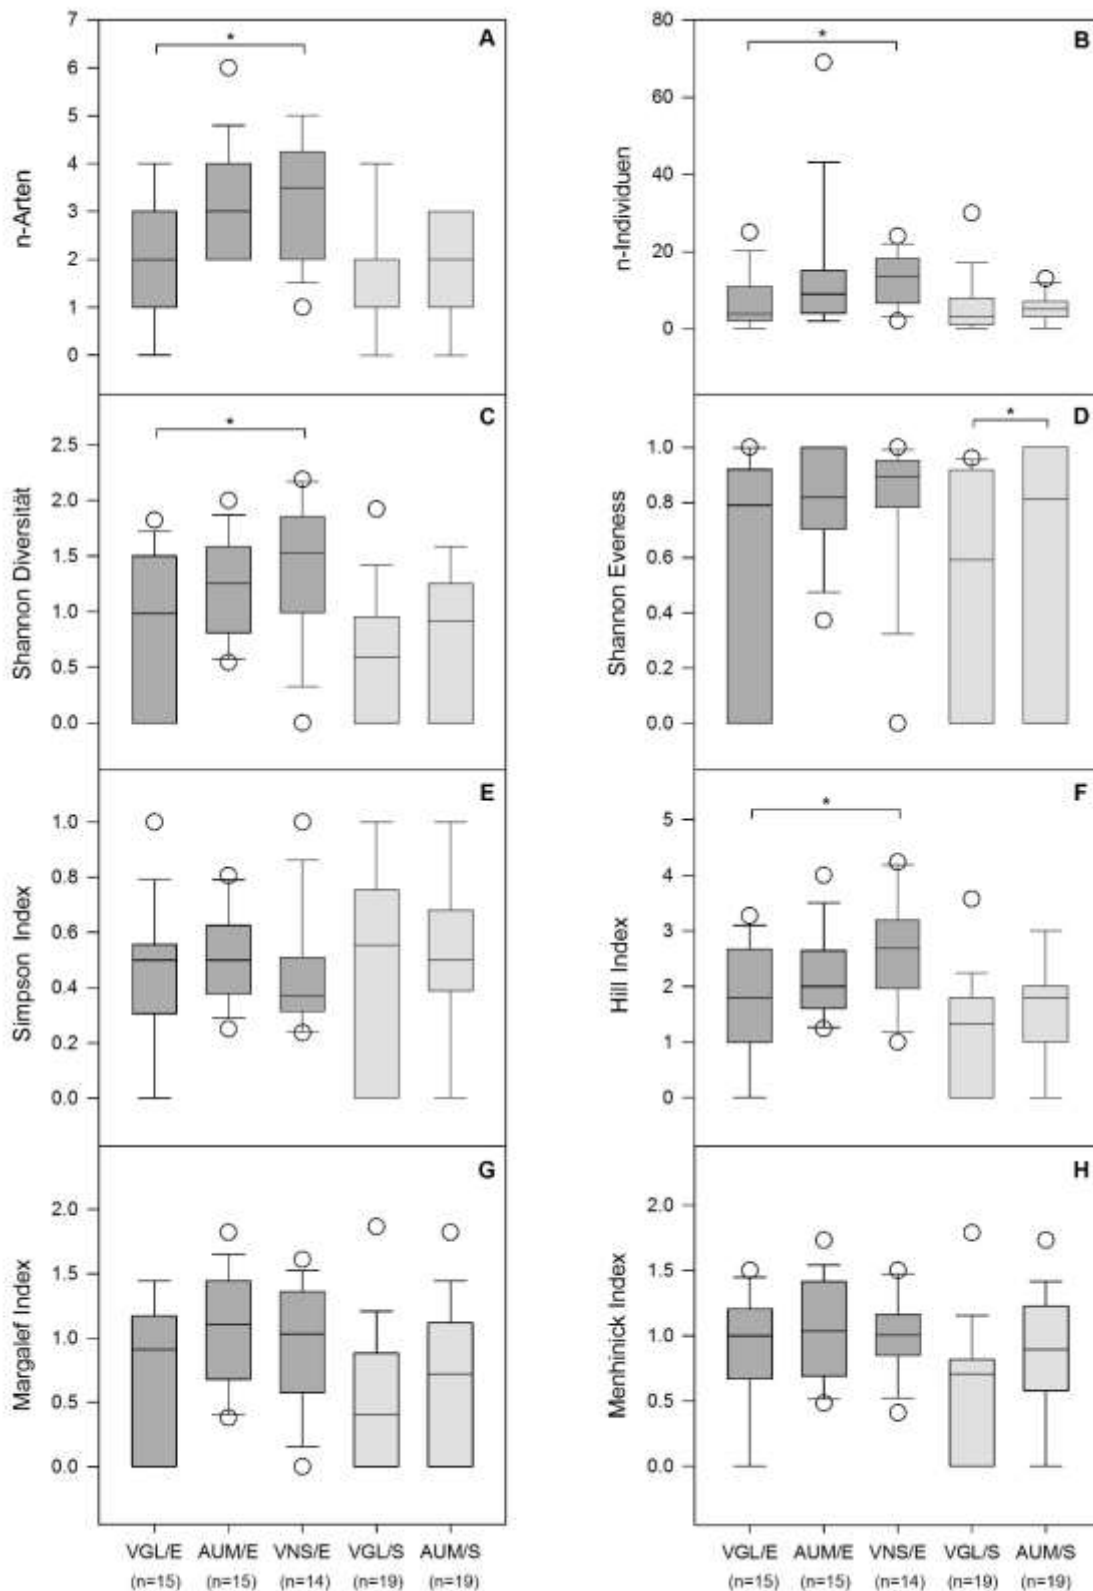 A
n-Arten
7
6
5
4
3
2
1
0
*
B
n-Individuen
80
60
40
20
0
*
C
Shannon Diversität
2.5
2.0
1.5
1.0
0.5
0.0
*
D
Shannon Eveness
1.0
0.8
0.6
0.4
0.2
0.0
*
E
Simpson Index
1.0
0.8
0.6
0.4
0.2
0.0
F
Hill Index
5
4
3
2
1
0
*
G
Margalef Index
2.0
1.5
1.0
0.5
0.0
H
Menhinick Index
2.0
1.5
1.0
0.5
0.0
VGL/E AUM/E VNS/E VGL/S AUM/S
(n=15) (n=15) (n=14) (n=19) (n=19)
VGL/E AUM/E VNS/E VGL/S AUM/S
(n=15) (n=15) (n=14) (n=19) (n=19)